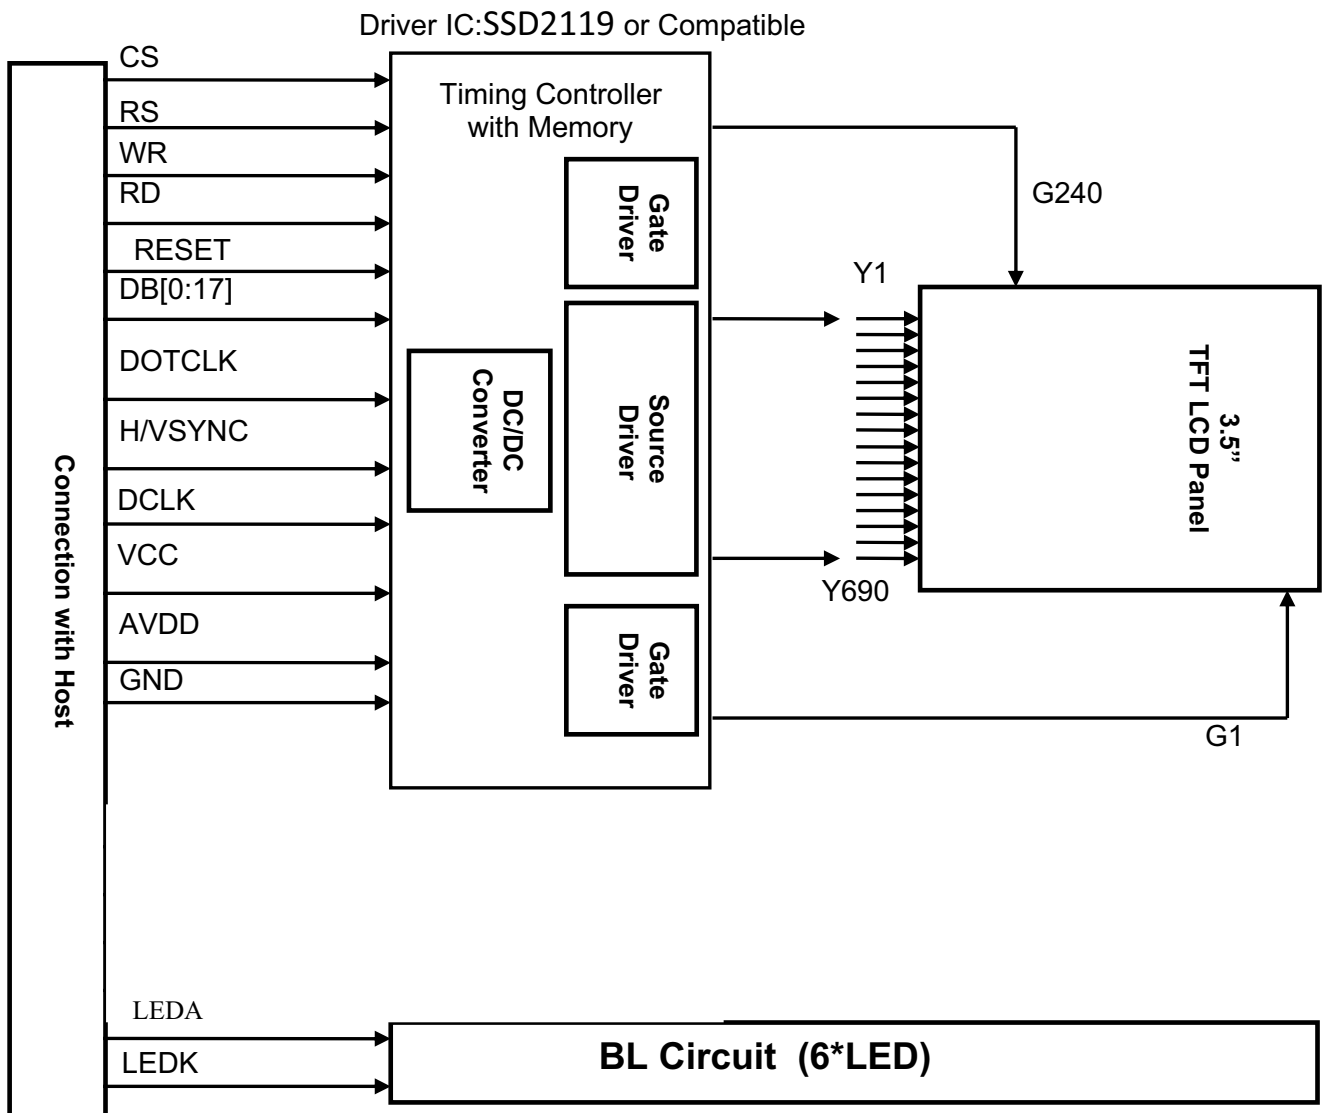 Driver IC:SSD2119 or Compatible
CS
RS
WR
RD
RESET
DB[0:17]
DOTCLK
H/VSYNC
DCLK
VCC
AVDD
GND
Connection with Host
Timing Controller
with Memory
Gate
Driver
DC/DC
Converter
Source
Driver
Gate
Driver
G240
Y1
Y690
3.5”
TFT LCD Panel
G1
LEDA
LEDK
BL Circuit (6*LED)